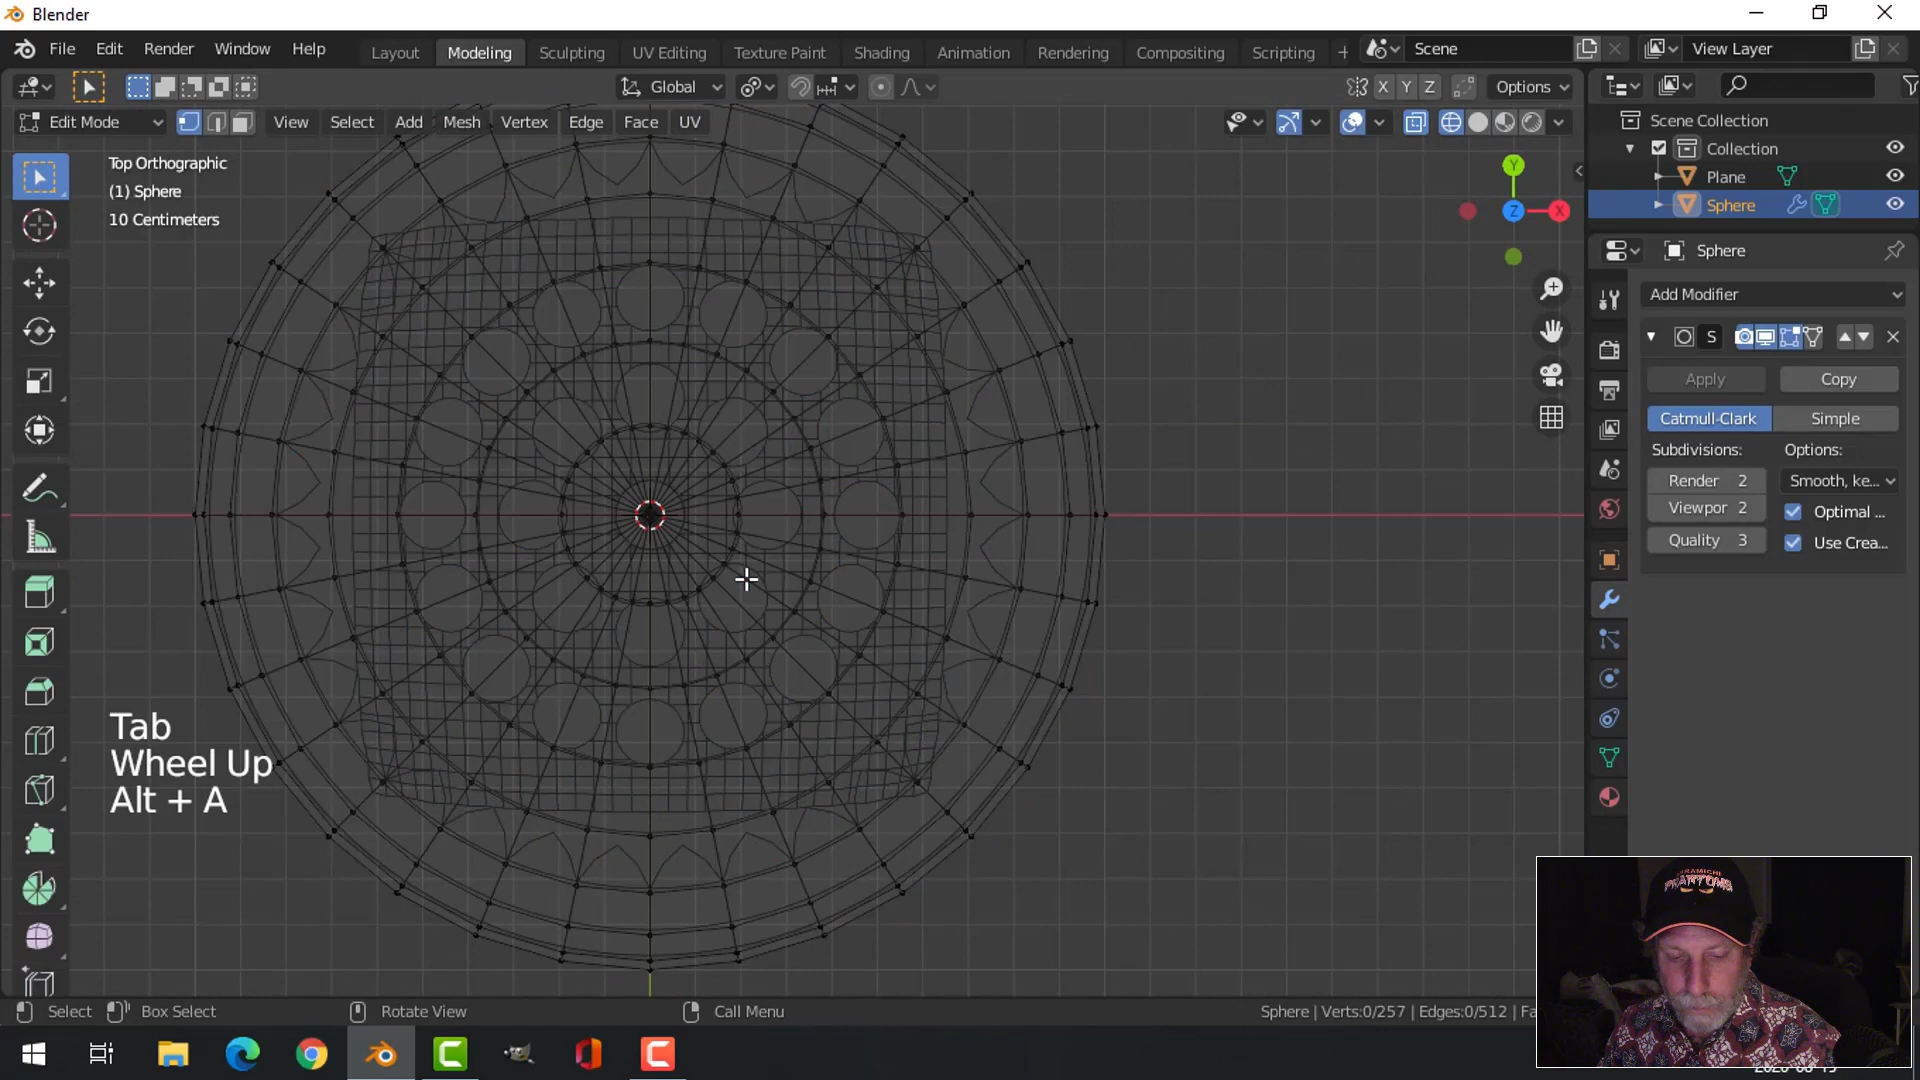 Blender
File Edit Render Window Help Layout Modeling Sculpting UV Editing Texture Paint Shading Animation Rendering Compositing Scripting + Scene View Layer
Global X Y Z Options
Edit Mode View Select Add Mesh Vertex Edge Face UV
Top Orthographic
(1) Sphere
10 Centimeters
Y
Z X
Scene Collection
Collection
Plane
Sphere
Sphere
Add Modifier
S
Apply Copy
Catmull-Clark Simple
Subdivisions: Options:
Render 2 Smooth, ke...
Viewpor 2 Optimal ...
Quality 3 Use Crea...
Tab
Wheel Up
Alt + A
Select Box Select Rotate View Call Menu Sphere | Verts:0/257 | Edges:0/512 | Fa